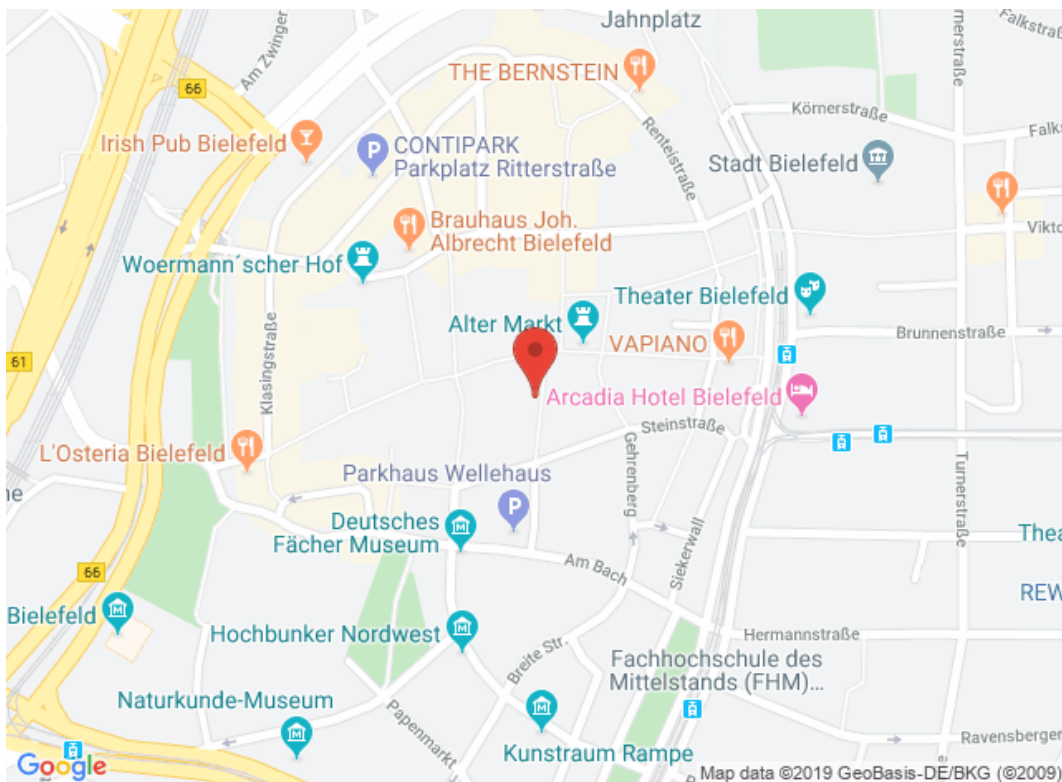 Jahnplatz
Am Zwinger
Turnerstraße
Falkstraß
THE BERNSTEIN
66
Körnerstraße
Irish Pub Bielefeld
CONTIPARK
Parkplatz Ritterstraße
Renteistraße
Falks
Stadt Bielefeld
Brauhaus Joh.
Albrecht Bielefeld
Vikto
Woermann´scher Hof
Theater Bielefeld
Alter Markt
Brunnenstraße
VAPIANO
61
Klasingstraße
Arcadia Hotel Bielefeld
Steinstraße
L'Osteria Bielefeld
Gehrenberg
Parkhaus Wellehaus
P
Turnerstraße
ne
Deutsches
Fächer Museum
Siekerwall
Thea
Am Bach
66
REW
Bielefeld
Hochbunker Nordwest
Hermannstraße
Breite Str.
Fachhochschule des
Mittelstands (FHM)...
Naturkunde-Museum
Papenmarkt
Kunstraum Rampe
Ravensberger
Google
Map data ©2019 GeoBasis-DE/BKG (©2009)